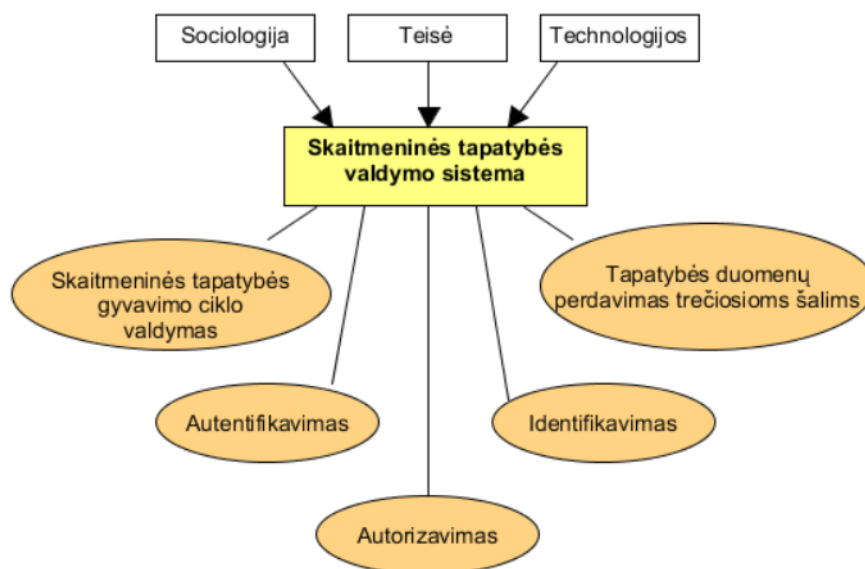 Sociologija
Teisė
Technologijos
Skaitmeninės tapatybės
valdymo sistema
Skaitmeninės tapatybės
gyvavimo ciklo
valdymas
Tapatybės duomenų
perdavimas trečiosioms šalims
Autentifikavimas
Identifikavimas
Autorizavimas